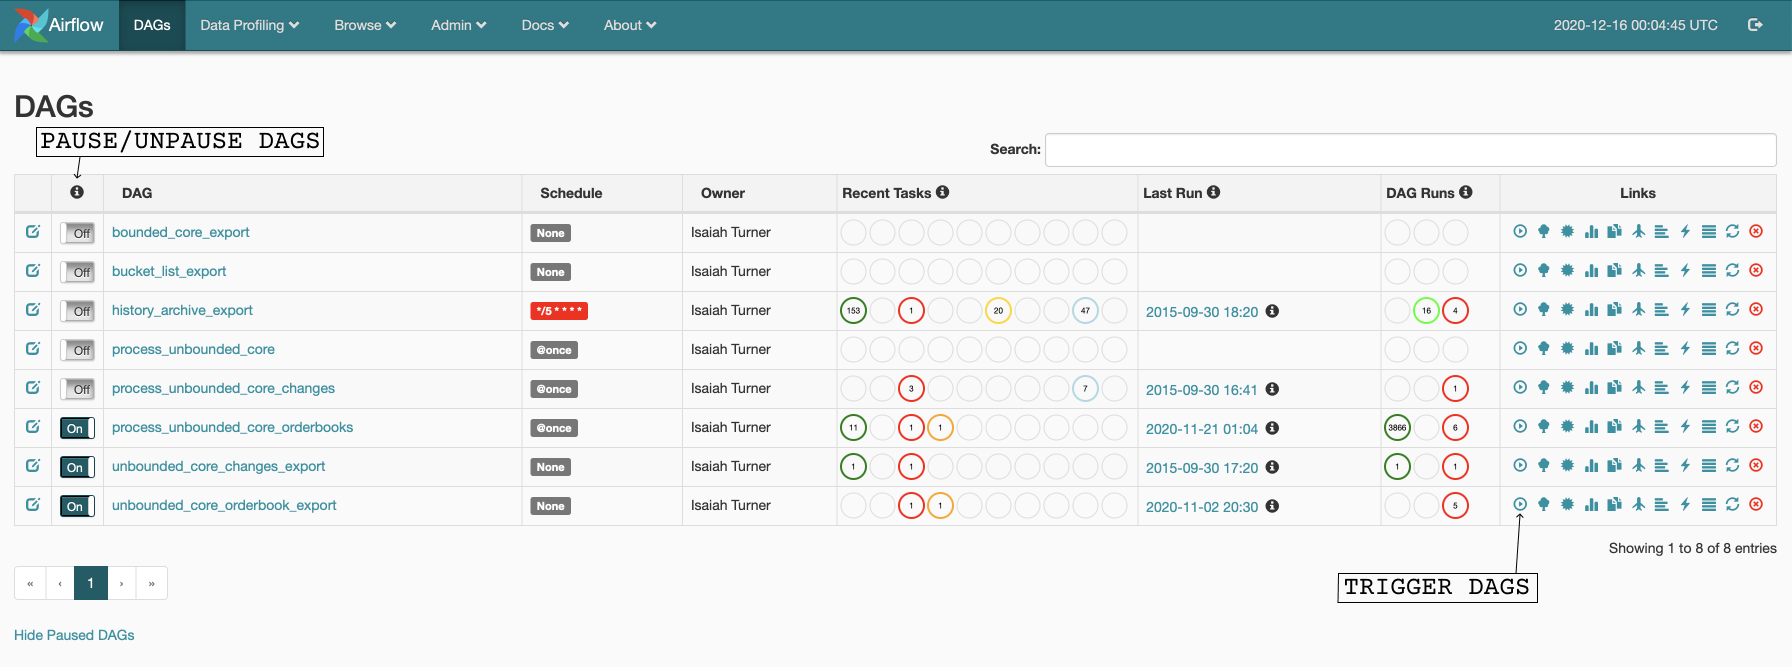 Airflow DAGs Data Profiling Browse Admin Docs About 2020-12-16 00:04:45 UTC
DAGs
PAUSE/UNPAUSE DAGS
Search:
DAG Schedule Owner Recent Tasks Last Run DAG Runs Links
Off bounded_core_export None Isaiah Turner
Off bucket_list_export None Isaiah Turner
Off history_archive_export */5 * * * * Isaiah Turner 153 1 20 47 2015-09-30 18:20 16 4
Off process_unbounded_core @once Isaiah Turner
Off process_unbounded_core_changes @once Isaiah Turner 3 7 2015-09-30 16:41 1
On process_unbounded_core_orderbooks @once Isaiah Turner 11 1 1 2020-11-21 01:04 3866 6
On unbounded_core_changes_export None Isaiah Turner 1 1 2015-09-30 17:20 1 1
On unbounded_core_orderbook_export None Isaiah Turner 1 1 2020-11-02 20:30 5
Showing 1 to 8 of 8 entries
« ‹ 1 › »
TRIGGER DAGS
Hide Paused DAGs